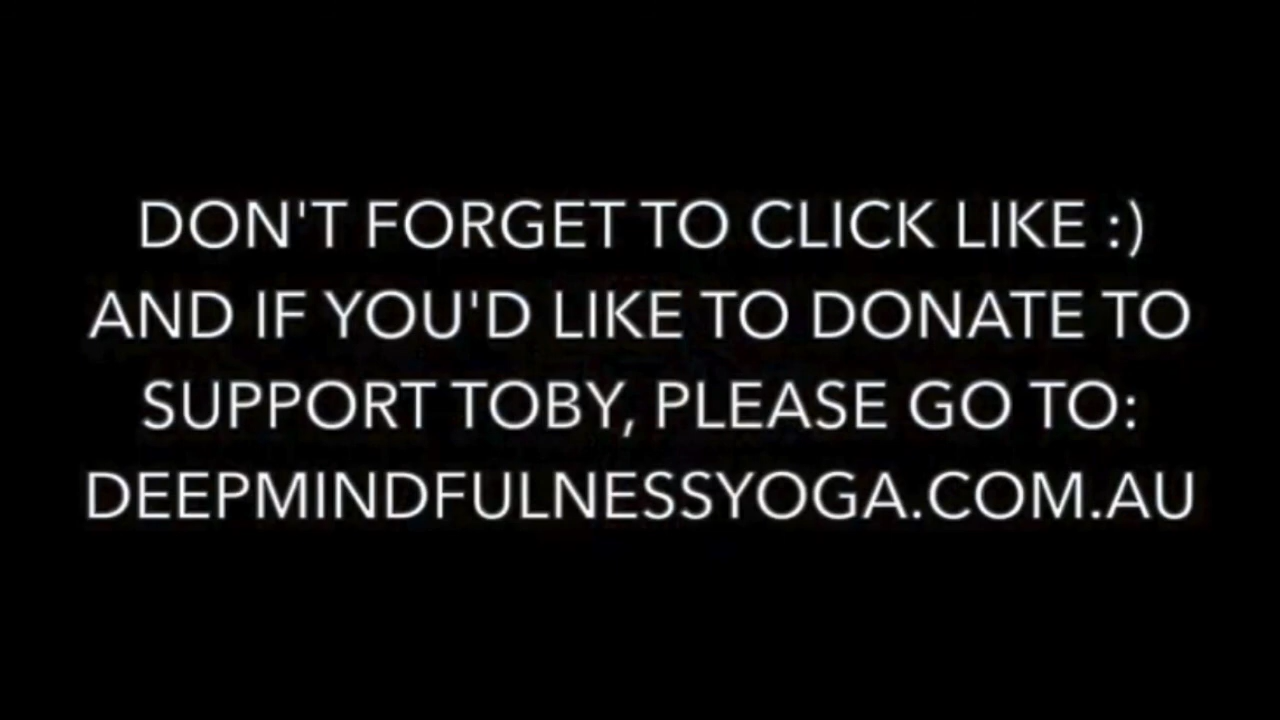 DON'T FORGET TO CLICK LIKE :)
AND IF YOU'D LIKE TO DONATE TO
SUPPORT TOBY, PLEASE GO TO:
DEEPMINDFULNESSYOGA.COM.AU